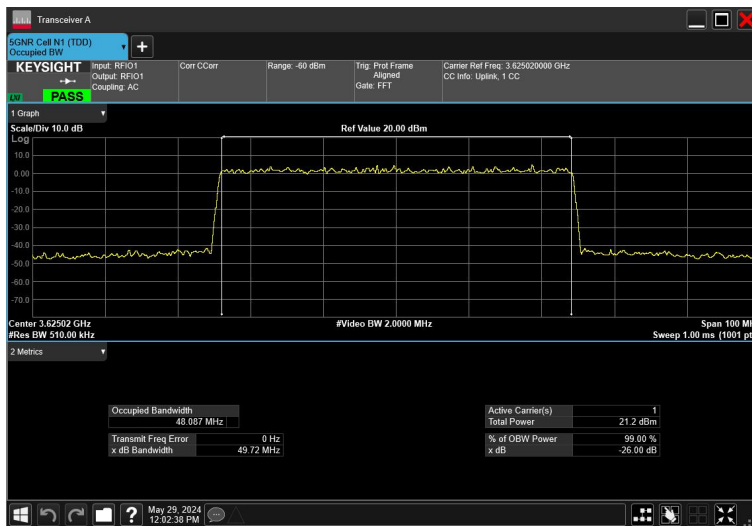 Transceiver A
5GNR Cell N1 (TDD)
Occupied BW
KEYSIGHT
LXI
PASS
Input: RFIO1
Output: RFIO1
Coupling: AC
Corr CCorr
Range: -60 dBm
Trig: Prot Frame
Aligned
Gate: FFT
Carrier Ref Freq: 3.625020000 GHz
CC Info: Uplink, 1 CC
1 Graph
Scale/Div 10.0 dB
Ref Value 20.00 dBm
Log
10.0
0.00
-10.0
-20.0
-30.0
-40.0
-50.0
-60.0
-70.0
Center 3.62502 GHz
#Video BW 2.0000 MHz
Span 100 MH
#Res BW 510.00 kHz
Sweep 1.00 ms (1001 pt
2 Metrics
Occupied Bandwidth
48.087 MHz
Transmit Freq Error 0 Hz
x dB Bandwidth 49.72 MHz
Active Carrier(s) 1
Total Power 21.2 dBm
% of OBW Power 99.00 %
x dB -26.00 dB
?
May 29, 2024
12:02:38 PM